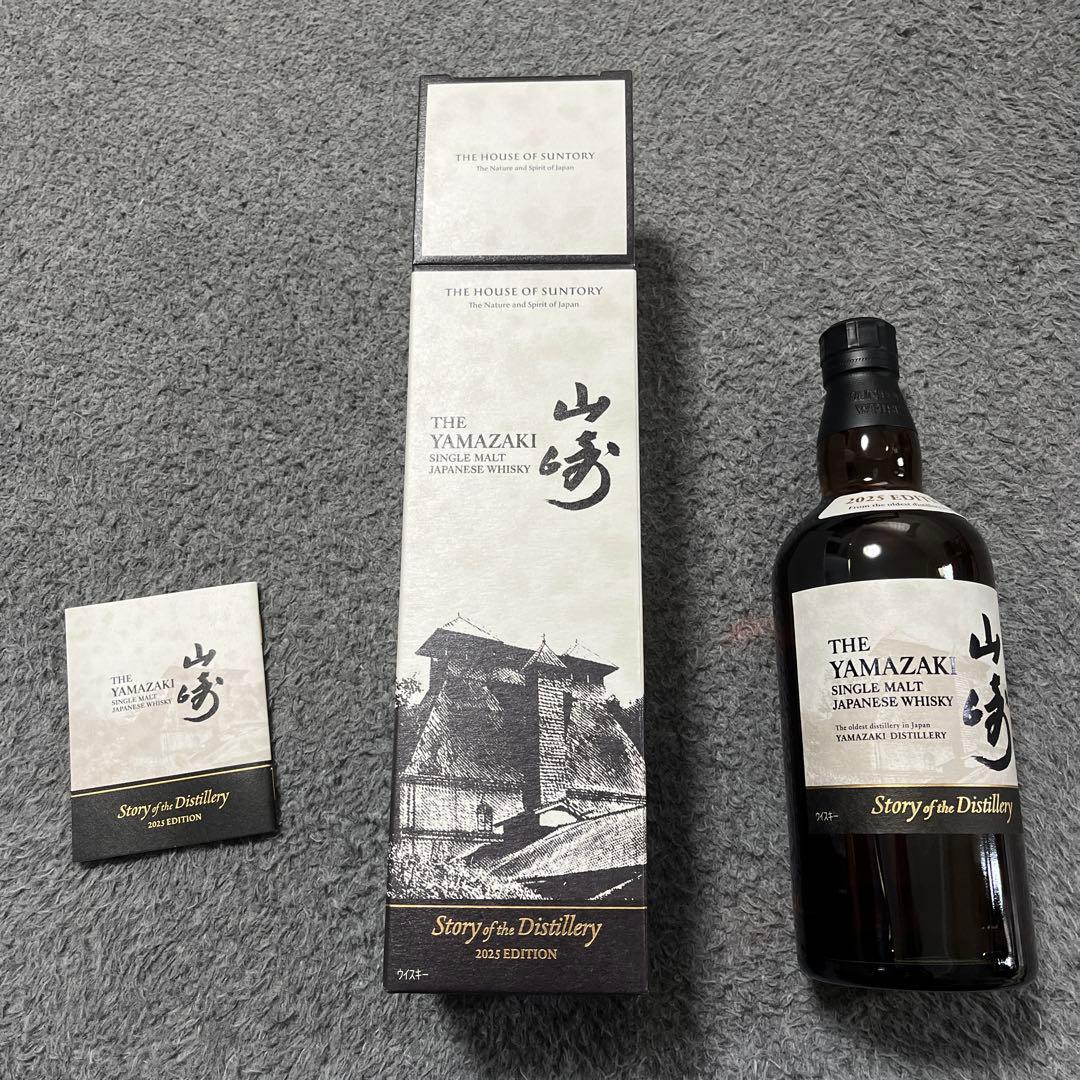 THE HOUSE OF SUNTORY
The Nature and Spirit of Japan
THE HOUSE OF SUNTORY
The Nature and Spirit of Japan
THE
YAMAZAKI
SINGLE MALT
JAPANESE WHISKY
山崎
Story of the Distillery
2025 EDITION
ウイスキー
THE
YAMAZAKI
SINGLE MALT
JAPANESE WHISKY
山崎
Story of the Distillery
2025 EDITION
2025
From the oldest
THE
YAMAZAKI
SINGLE MALT
JAPANESE WHISKY
山崎
The oldest distillery in Japan
YAMAZAKI DISTILLERY
Story of the Distillery
ウイスキー